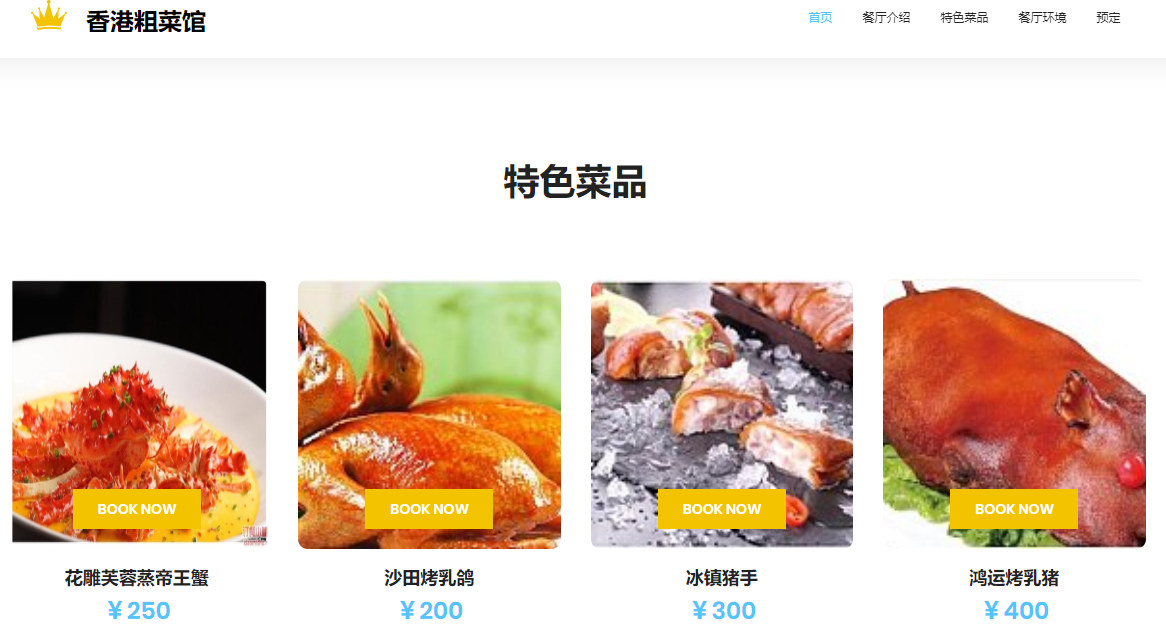 香港粗菜馆
首页 餐厅介绍 特色菜品 餐厅环境 预定
特色菜品
BOOK NOW BOOK NOW BOOK NOW BOOK NOW
花雕芙蓉蒸帝王蟹 沙田烤乳鸽 冰镇猪手 鸿运烤乳猪
¥ 250 ¥ 200 ¥ 300 ¥ 400